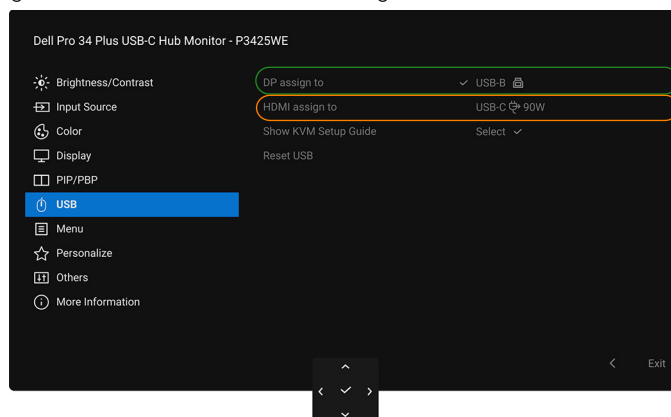 Dell Pro 34 Plus USB-C Hub Monitor - P3425WE
Brightness/Contrast
DP assign to USB-B
Input Source
HDMI assign to USB-C 90W
Color
Show KVM Setup Guide Select
Display
Reset USB
PIP/PBP
USB
Menu
Personalize
Others
More Information
Exit